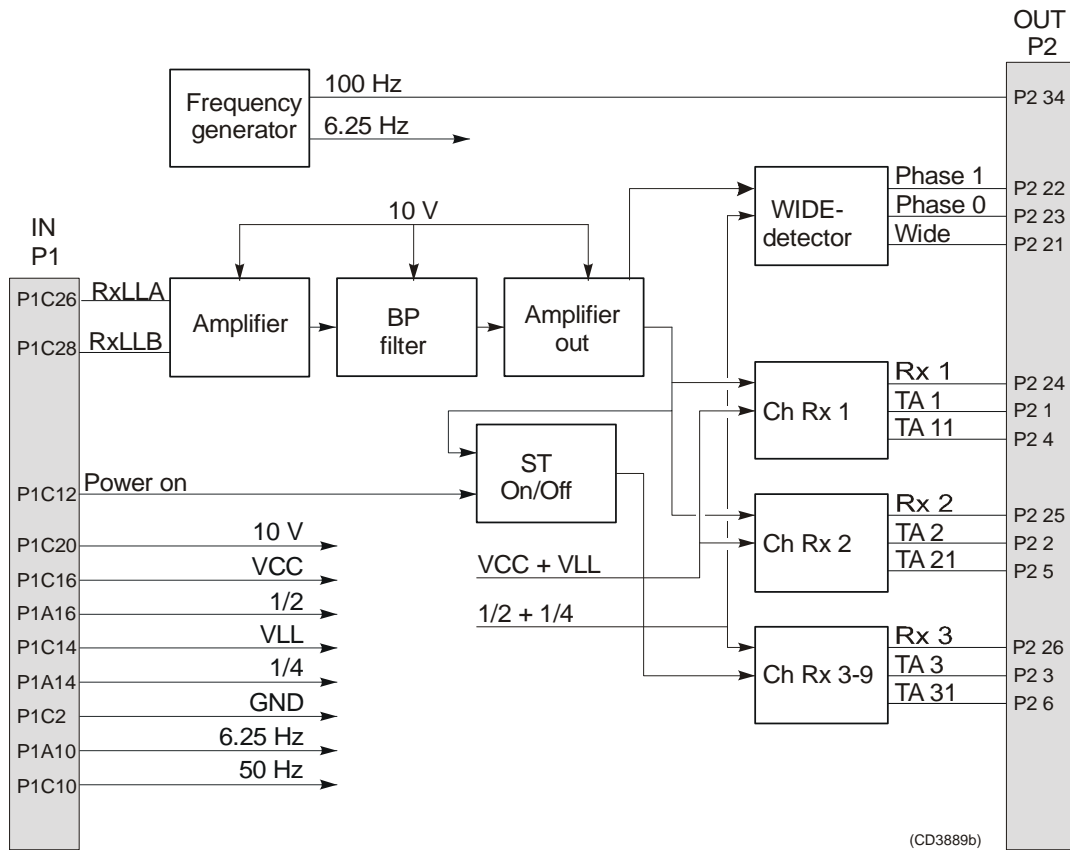 OUT
P2
Frequency
generator
100 Hz
6.25 Hz
P2 34
WIDE-
detector
Phase 1
Phase 0
Wide
P2 22
P2 23
P2 21
IN
P1
10 V
P1C26
RxLLA
P1C28
RxLLB
Amplifier
BP
filter
Amplifier
out
Ch Rx 1
Rx 1
TA 1
TA 11
P2 24
P2 1
P2 4
ST
On/Off
P1C12
Power on
Ch Rx 2
Rx 2
TA 2
TA 21
P2 25
P2 2
P2 5
P1C20
10 V
P1C16
VCC
VCC + VLL
P1A16
1/2
1/2 + 1/4
P1C14
VLL
P1A14
1/4
Ch Rx 3-9
Rx 3
TA 3
TA 31
P2 26
P2 3
P2 6
P1C2
GND
P1A10
6.25 Hz
P1C10
50 Hz
(CD3889b)